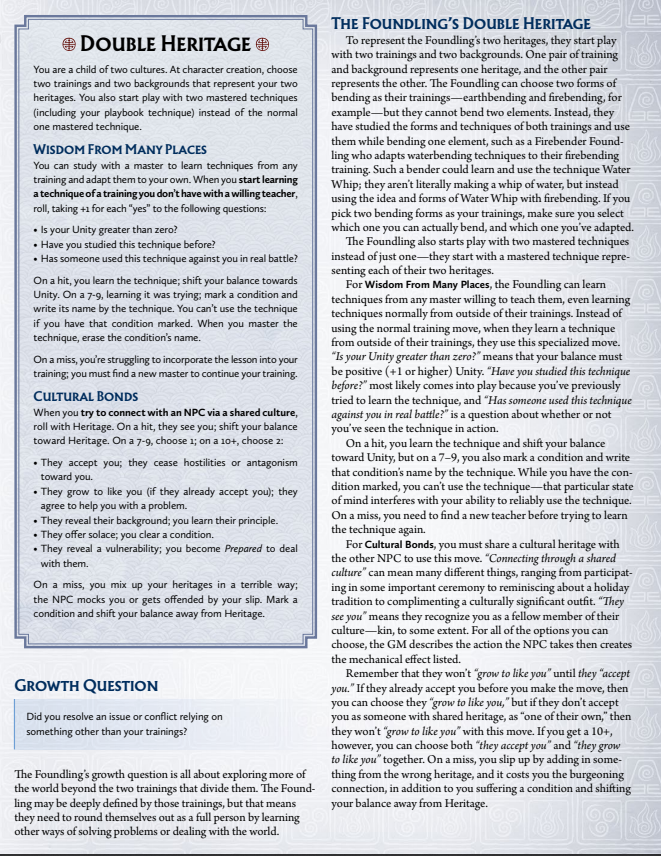 DOUBLE HERITAGE
You are a child of two cultures. At character creation, choose
two trainings and two backgrounds that represent your two
heritages. You also start play with two mastered techniques
(including your playbook technique) instead of the normal
one mastered technique.
WISDOM FROM MANY PLACES
You can study with a master to learn techniques from any
training and adapt them to your own. When you start learning
a technique of a training you don't have with a willing teacher,
roll, taking +1 for each "yes" to the following questions:
• Is your Unity greater than zero?
• Have you studied this technique before?
• Has someone used this technique against you in real battle?
On a hit, you learn the technique; shift your balance towards
Unity. On a 7-9, learning it was trying; mark a condition and
write its name by the technique. You can't use the technique
if you have that condition marked. When you master the
technique, erase the condition's name.
On a miss, you're struggling to incorporate the lesson into your
training; you must find a new master to continue your training.
CULTURAL BONDS
When you try to connect with an NPC via a shared culture,
roll with Heritage. On a hit, they see you; shift your balance
toward Heritage. On a 7-9, choose 1; on a 10+, choose 2:
• They accept you; they cease hostilities or antagonism
toward you.
• They grow to like you (if they already accept you); they
agree to help you with a problem.
• They reveal their background; you learn their principle.
• They offer solace; you clear a condition.
• They reveal a vulnerability; you become Prepared to deal
with them.
On a miss, you mix up your heritages in a terrible way;
the NPC mocks you or gets offended by your slip. Mark a
condition and shift your balance away from Heritage.
GROWTH QUESTION
Did you resolve an issue or conflict relying on
something other than your trainings?
The Foundling's growth question is all about exploring more of
the world beyond the two trainings that divide them. The Found-
ling may be deeply defined by those trainings, but that means
they need to round themselves out as a full person by learning
other ways of solving problems or dealing with the world.
THE FOUNDLING'S DOUBLE HERITAGE
To represent the Foundling's two heritages, they start play
with two trainings and two backgrounds. One pair of training
and background represents one heritage, and the other pair
represents the other. The Foundling can choose two forms of
bending as their trainings—earthbending and firebending, for
example—but they cannot bend two elements. Instead, they
have studied the forms and techniques of both trainings and use
them while bending one element, such as a Firebender Found-
ling who adapts waterbending techniques to their firebending
training. Such a bender could learn and use the technique Water
Whip; they aren't literally making a whip of water, but instead
using the idea and forms of Water Whip with firebending. If you
pick two bending forms as your trainings, make sure you select
which one you can actually bend, and which one you've adapted.
The Foundling also starts play with two mastered techniques
instead of just one—they start with a mastered technique repre-
senting each of their two heritages.
For Wisdom From Many Places, the Foundling can learn
techniques from any master willing to teach them, even learning
techniques normally from outside of their trainings. Instead of
using the normal training move, when they learn a technique
from outside of their trainings, they use this specialized move.
"Is your Unity greater than zero?" means that your balance must
be positive (+1 or higher) Unity. "Have you studied this technique
before?" most likely comes into play because you've previously
tried to learn the technique, and "Has someone used this technique
against you in real battle?" is a question about whether or not
you've seen the technique in action.
On a hit, you learn the technique and shift your balance
toward Unity, but on a 7–9, you also mark a condition and write
that condition's name by the technique. While you have the con-
dition marked, you can't use the technique—that particular state
of mind interferes with your ability to reliably use the technique.
On a miss, you need to find a new teacher before trying to learn
the technique again.
For Cultural Bonds, you must share a cultural heritage with
the other NPC to use this move. "Connecting through a shared
culture" can mean many different things, ranging from participat-
ing in some important ceremony to reminiscing about a holiday
tradition to complimenting a culturally significant outfit. "They
see you" means they recognize you as a fellow member of their
culture—kin, to some extent. For all of the options you can
choose, the GM describes the action the NPC takes then creates
the mechanical effect listed.
Remember that they won't "grow to like you" until they "accept
you." If they already accept you before you make the move, then
you can choose they "grow to like you," but if they don't accept
you as someone with shared heritage, as "one of their own," then
they won't "grow to like you" with this move. If you get a 10+,
however, you can choose both "they accept you" and "they grow
to like you" together. On a miss, you slip up by adding in some-
thing from the wrong heritage, and it costs you the burgeoning
connection, in addition to you suffering a condition and shifting
your balance away from Heritage.